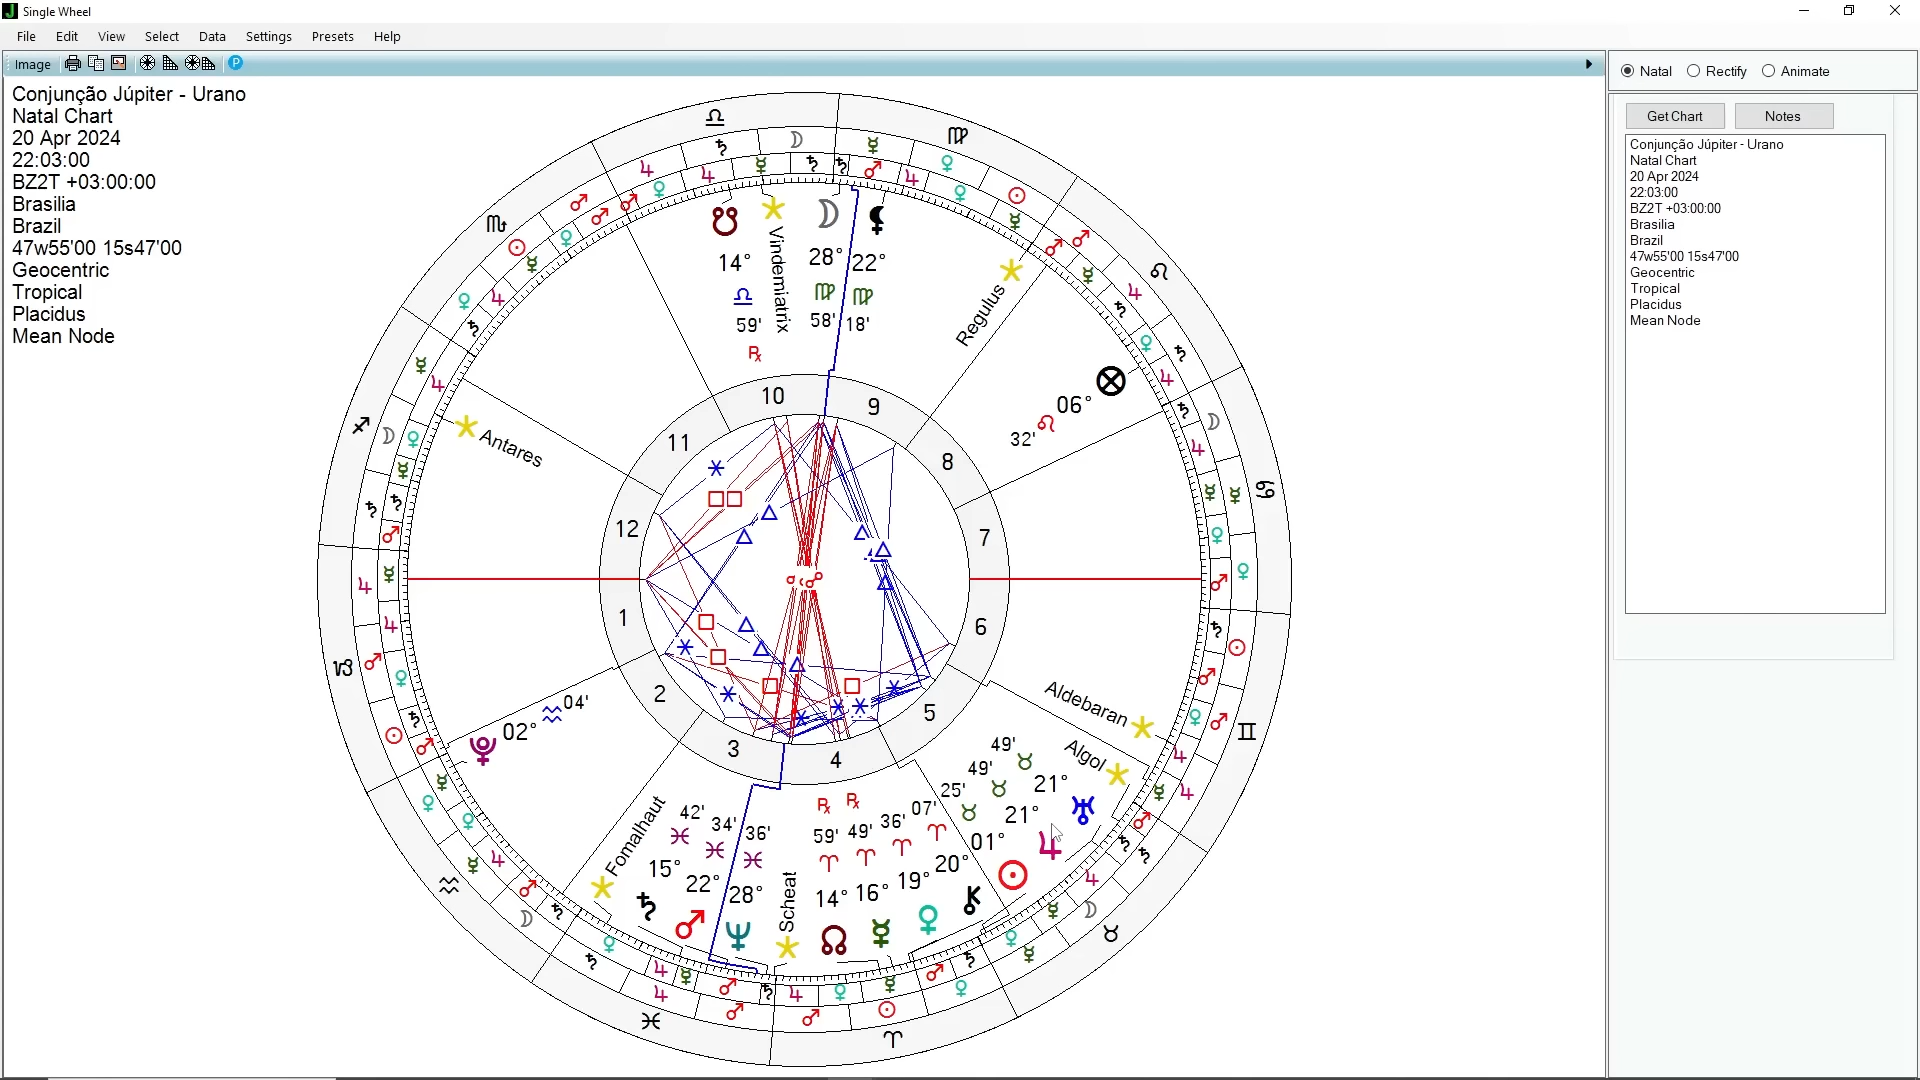 Single Wheel
File Edit View Select Data Settings Presets Help
Image
P
Conjunção Júpiter - Urano
Natal Chart
20 Apr 2024
22:03:00
BZ2T +03:00:00
Brasilia
Brazil
47w55'00 15s47'00
Geocentric
Tropical
Placidus
Mean Node
Natal Rectify Animate
Get Chart Notes
Conjunção Júpiter - Urano
Natal Chart
20 Apr 2024
22:03:00
BZ2T +03:00:00
Brasilia
Brazil
47w55'00 15s47'00
Geocentric
Tropical
Placidus
Mean Node
♎ ♍ ♌ ♋ ♊ ♉ ♈ ♓ ♒ ♑ ♐ ♏
☋ 14° ♎ 59' ℞
Vindemiatrix
☽ 28° ♍ 58'
⚸ 22° ♍ 18'
Regulus
⊗ 06° ♌ 32'
Antares
10 9
11 8
12 7
1 6
2 5
3 4
♇ 02° ♒ 04'
Fomalhaut
♄ 15° ♓ 42'
♂ 22° ♓ 34'
♆ 28° ♓ 36'
Scheat
☊ 14° ♈ 59' ℞
☿ 16° ♈ 49' ℞
♀ 19° ♈ 36'
⚷ 20° ♈ 07'
☉ 01° ♉ 25'
♃ 21° ♉ 49'
♅ 21° ♉ 49'
Algol
Aldebaran